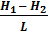 H₁ − H₂
L